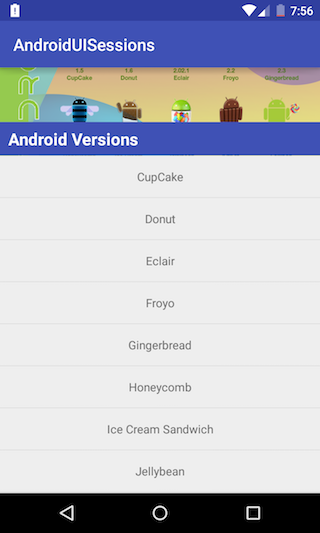 7:56
AndroidUISessions
1.5 1.6 2.0/2.1 2.2 2.3
CupCake Donut Eclair Froyo Gingerbread
Android Versions
CupCake
Donut
Eclair
Froyo
Gingerbread
Honeycomb
Ice Cream Sandwich
Jellybean